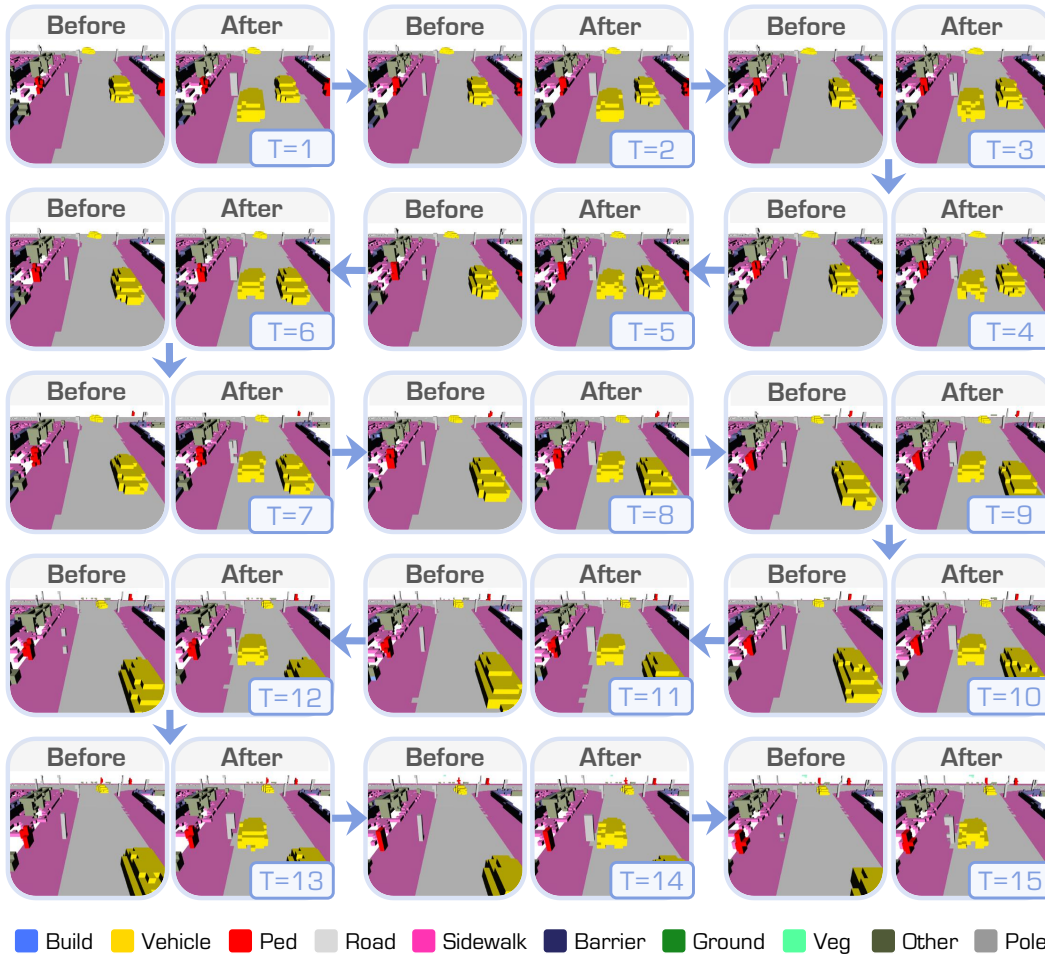 Before After Before After Before After
T=1 T=2 T=3
Before After Before After Before After
T=6 T=5 T=4
Before After Before After Before After
T=7 T=8 T=9
Before After Before After Before After
T=12 T=11 T=10
Before After Before After Before After
T=13 T=14 T=15
Build Vehicle Ped Road Sidewalk Barrier Ground Veg Other Pole